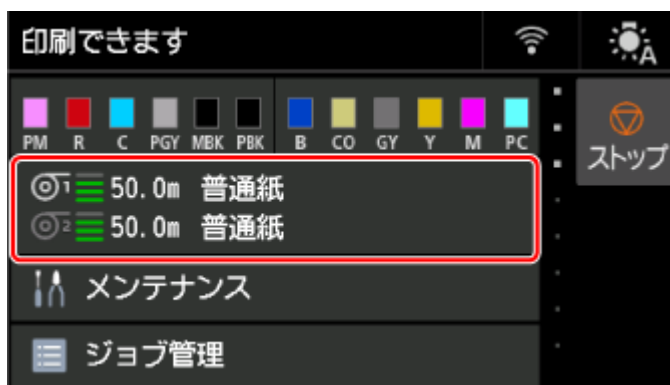 印刷できます
A
PM R C PGY MBK PBK B CO GY Y M PC
ストップ
1 50.0m 普通紙
2 50.0m 普通紙
メンテナンス
ジョブ管理